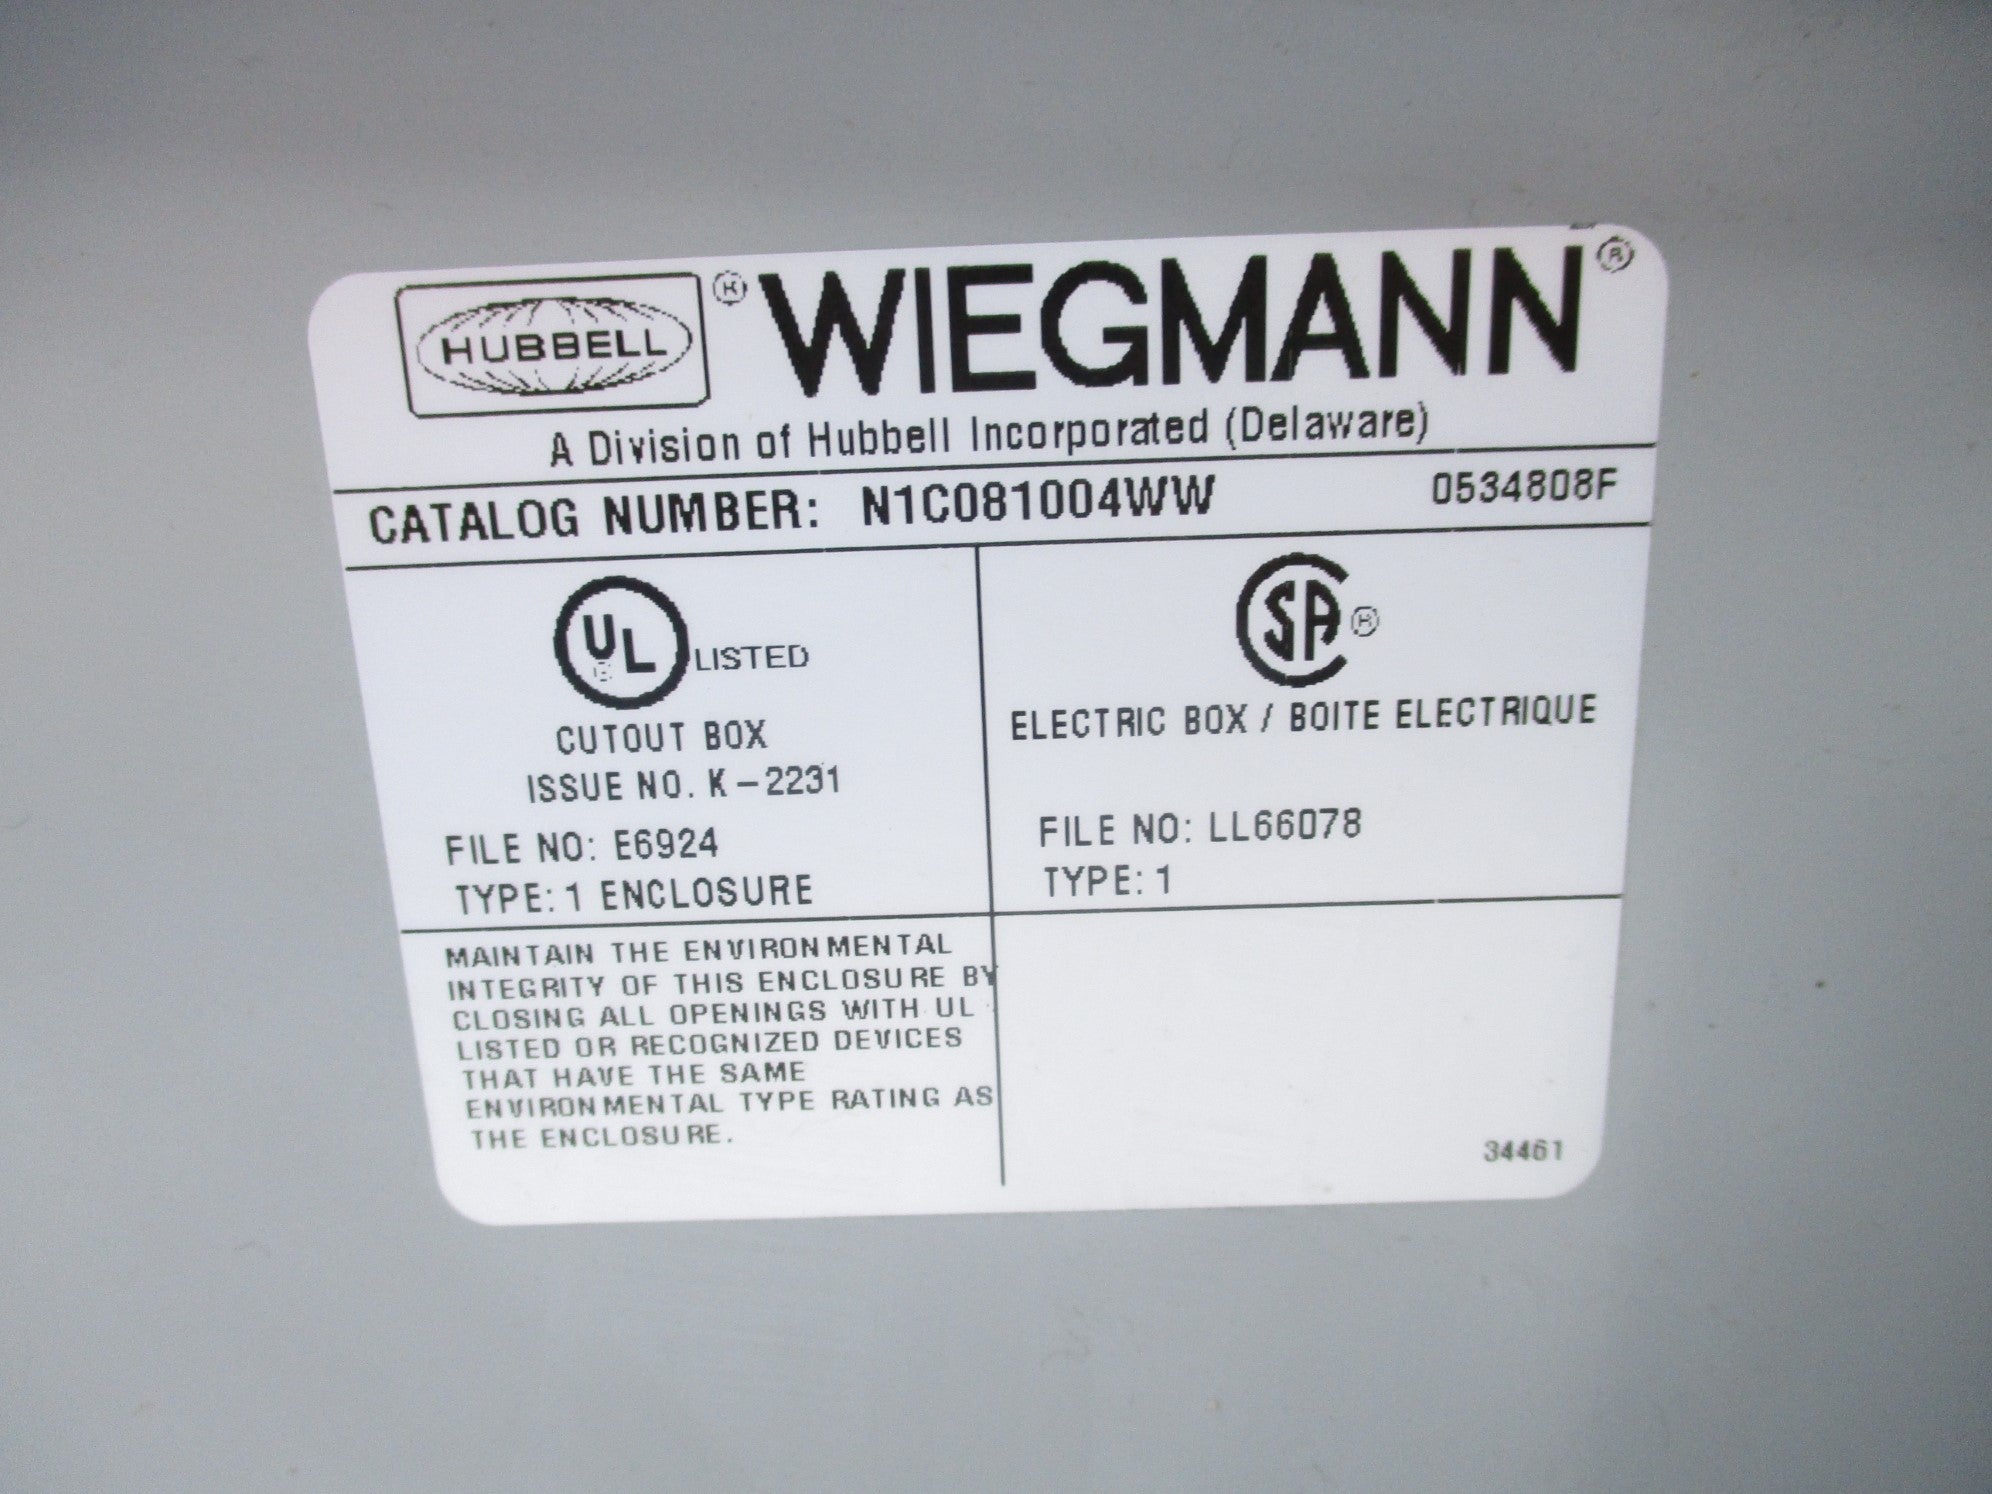 HUBBELL ® WIEGMANN ®
A Division of Hubbell Incorporated (Delaware)
CATALOG NUMBER: N1C081004WW 0534808F
UL ® LISTED
CUTOUT BOX
ISSUE NO. K-2231
FILE NO: E6924
TYPE: 1 ENCLOSURE
SA ®
ELECTRIC BOX / BOITE ELECTRIQUE
FILE NO: LL66078
TYPE: 1
MAINTAIN THE ENVIRONMENTAL
INTEGRITY OF THIS ENCLOSURE BY
CLOSING ALL OPENINGS WITH UL
LISTED OR RECOGNIZED DEVICES
THAT HAVE THE SAME
ENVIRONMENTAL TYPE RATING AS
THE ENCLOSURE.
34461